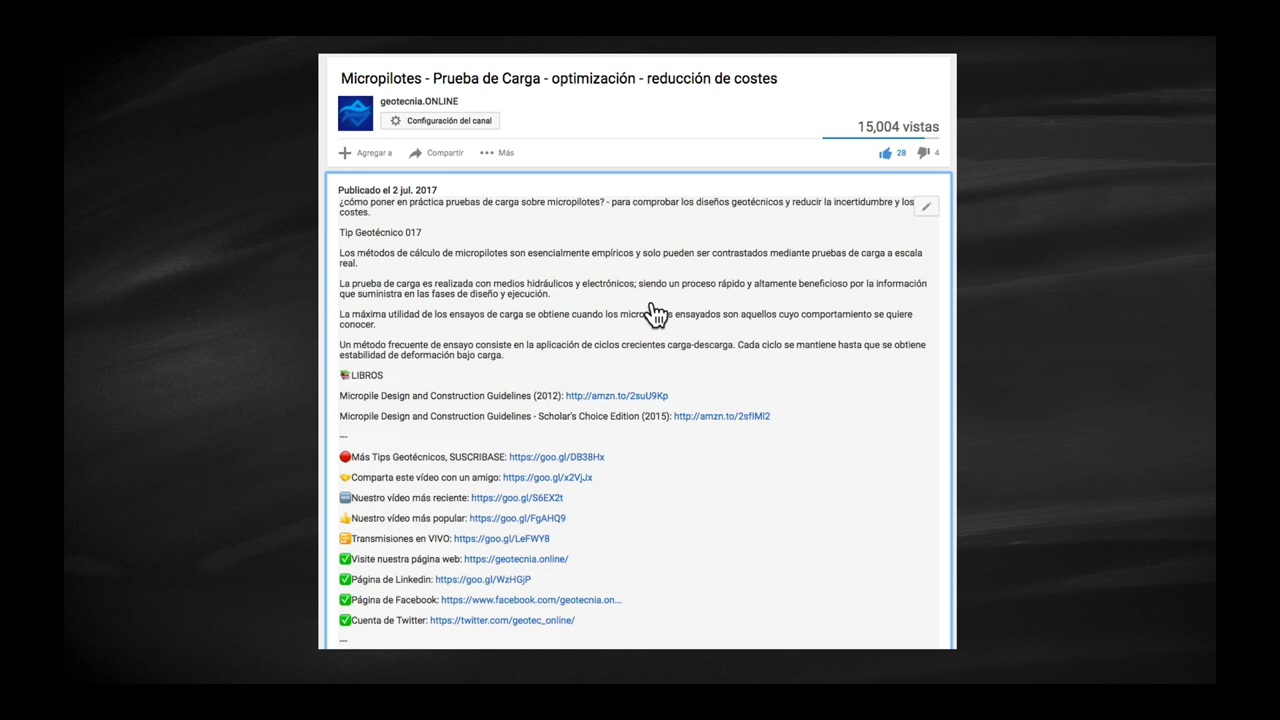 Micropilotes - Prueba de Carga - optimización - reducción de costes
geotecnia.ONLINE
Configuración del canal
15,004 vistas
Agregar a Compartir Más 28 4
Publicado el 2 jul. 2017
¿cómo poner en práctica pruebas de carga sobre micropilotes? - para comprobar los diseños geotécnicos y reducir la incertidumbre y los
costes.
Tip Geotécnico 017
Los métodos de cálculo de micropilotes son esencialmente empíricos y solo pueden ser contrastados mediante pruebas de carga a escala
real.
La prueba de carga es realizada con medios hidráulicos y electrónicos; siendo un proceso rápido y altamente beneficioso por la información
que suministra en las fases de diseño y ejecución.
La máxima utilidad de los ensayos de carga se obtiene cuando los ensayados son aquellos cuyo comportamiento se quiere
conocer.
Un método frecuente de ensayo consiste en la aplicación de ciclos crecientes carga-descarga. Cada ciclo se mantiene hasta que se obtiene
estabilidad de deformación bajo carga.
LIBROS
Micropile Design and Construction Guidelines (2012): http://amzn.to/2suU9Kp
Micropile Design and Construction Guidelines - Scholar's Choice Edition (2015):
---
Más Tips Geotécnicos, SUSCRIBASE: https://goo.gl/DB38Hx
Comparta este vídeo con un amigo: https://goo.gl/x2VjJx
Nuestro vídeo más reciente: https://goo.gl/S6EX2t
Nuestro vídeo más popular: https://goo.gl/FgAHQ9
Transmisiones en VIVO: https://goo.gl/LeFWY8
Visite nuestra página web: https://geotecnia.online/
Página de Linkedin: https://goo.gl/WzHGjP
Página de Facebook: https://www.facebook.com/geotecnia.on...
Cuenta de Twitter: https://twitter.com/geotec_online/
---